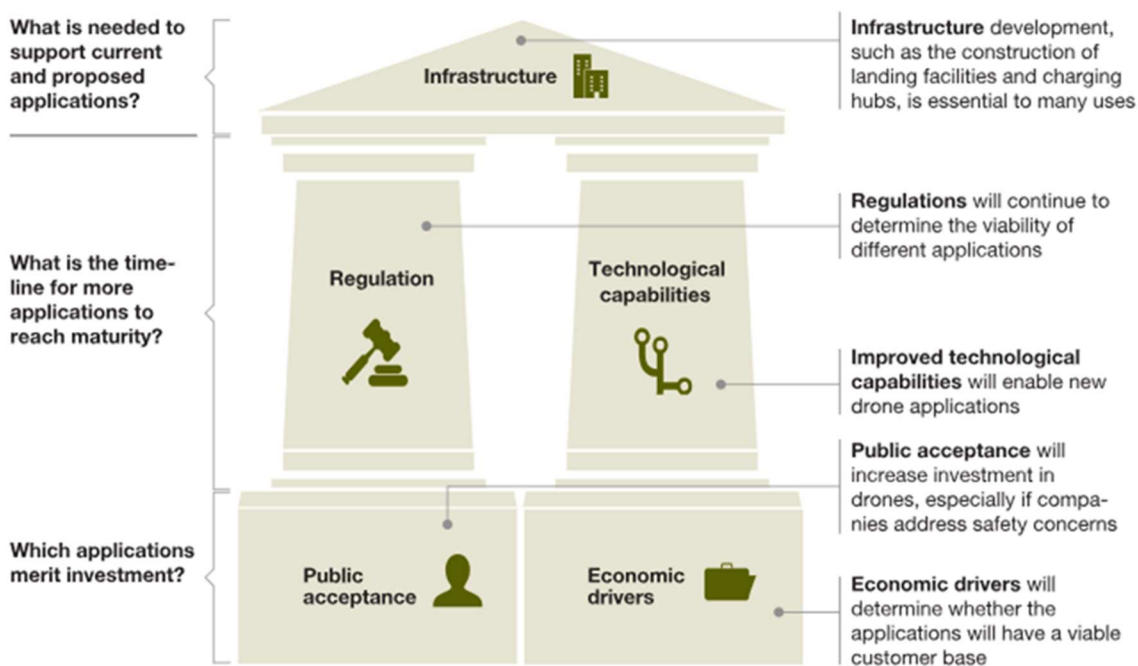 What is needed to
support current
and proposed
applications?
Infrastructure
Infrastructure development,
such as the construction of
landing facilities and charging
hubs, is essential to many uses
What is the time-
line for more
applications to
reach maturity?
Regulation
Technological
capabilities
Regulations will continue to
determine the viability of
different applications
Improved technological
capabilities will enable new
drone applications
Which applications
merit investment?
Public
acceptance
Economic
drivers
Public acceptance will
increase investment in
drones, especially if compa-
nies address safety concerns
Economic drivers will
determine whether the
applications will have a viable
customer base